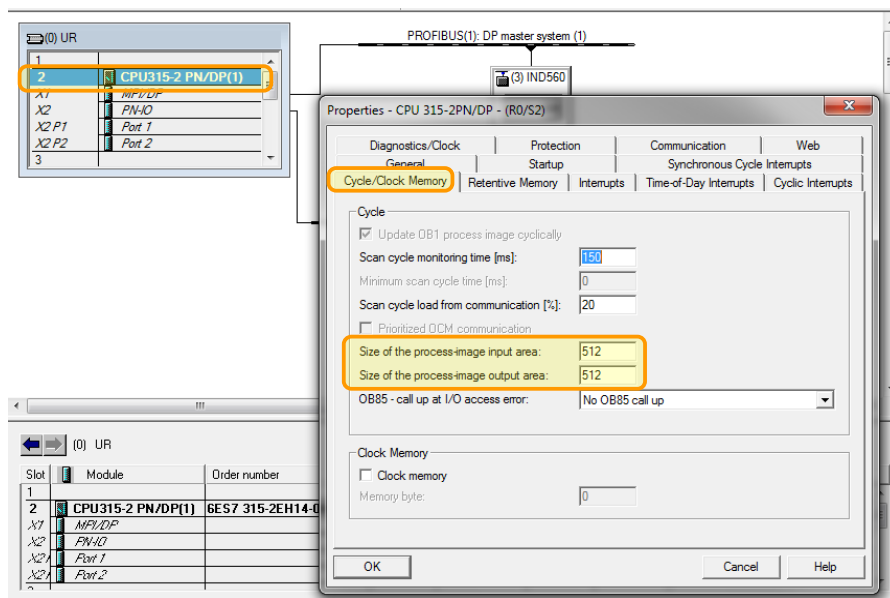 (0) UR
1
2 CPU315-2 PN/DP(1)
X1 MPI/DP
X2 PN-IO
X2 P1 Port 1
X2 P2 Port 2
3
PROFIBUS(1): DP master system (1)
(3) IND560
Properties - CPU 315-2PN/DP - (R0/S2)
Diagnostics/Clock Protection Communication Web
General Startup Synchronous Cycle Interrupts
Cycle/Clock Memory Retentive Memory Interrupts Time-of-Day Interrupts Cyclic Interrupts
Cycle
Update OB1 process image cyclically
Scan cycle monitoring time [ms]: 150
Minimum scan cycle time [ms]: 0
Scan cycle load from communication [%]: 20
Prioritized OCM communication
Size of the process-image input area: 512
Size of the process-image output area: 512
OB85 - call up at I/O access error: No OB85 call up
Clock Memory
Clock memory
Memory byte: 0
OK Cancel Help
(0) UR
Slot Module Order number
1
2 CPU315-2 PN/DP(1) 6ES7 315-2EH14-0
X1 MPI/DP
X2 PN-IO
X2 Port 1
X2 Port 2